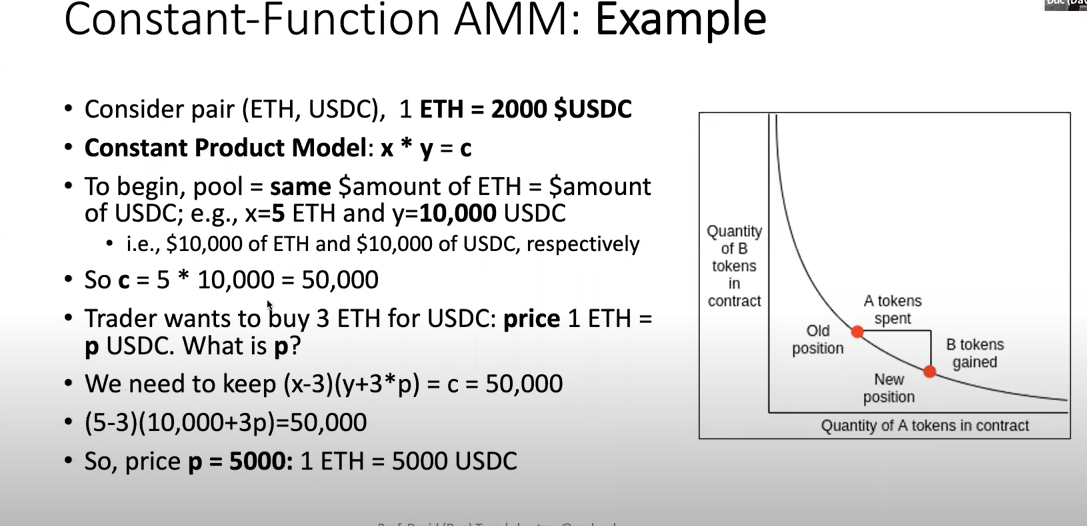 Constant-Function AMM: Example
• Consider pair (ETH, USDC), 1 ETH = 2000 $USDC
• Constant Product Model: x * y = c
• To begin, pool = same $amount of ETH = $amount
of USDC; e.g., x=5 ETH and y=10,000 USDC
• i.e., $10,000 of ETH and $10,000 of USDC, respectively
• So c = 5 * 10,000 = 50,000
• Trader wants to buy 3 ETH for USDC: price 1 ETH =
p USDC. What is p?
• We need to keep (x-3)(y+3*p) = c = 50,000
• (5-3)(10,000+3p)=50,000
• So, price p = 5000: 1 ETH = 5000 USDC
Quantity
of B
tokens
in
contract
A tokens
spent
Old
position
B tokens
gained
New
position
Quantity of A tokens in contract